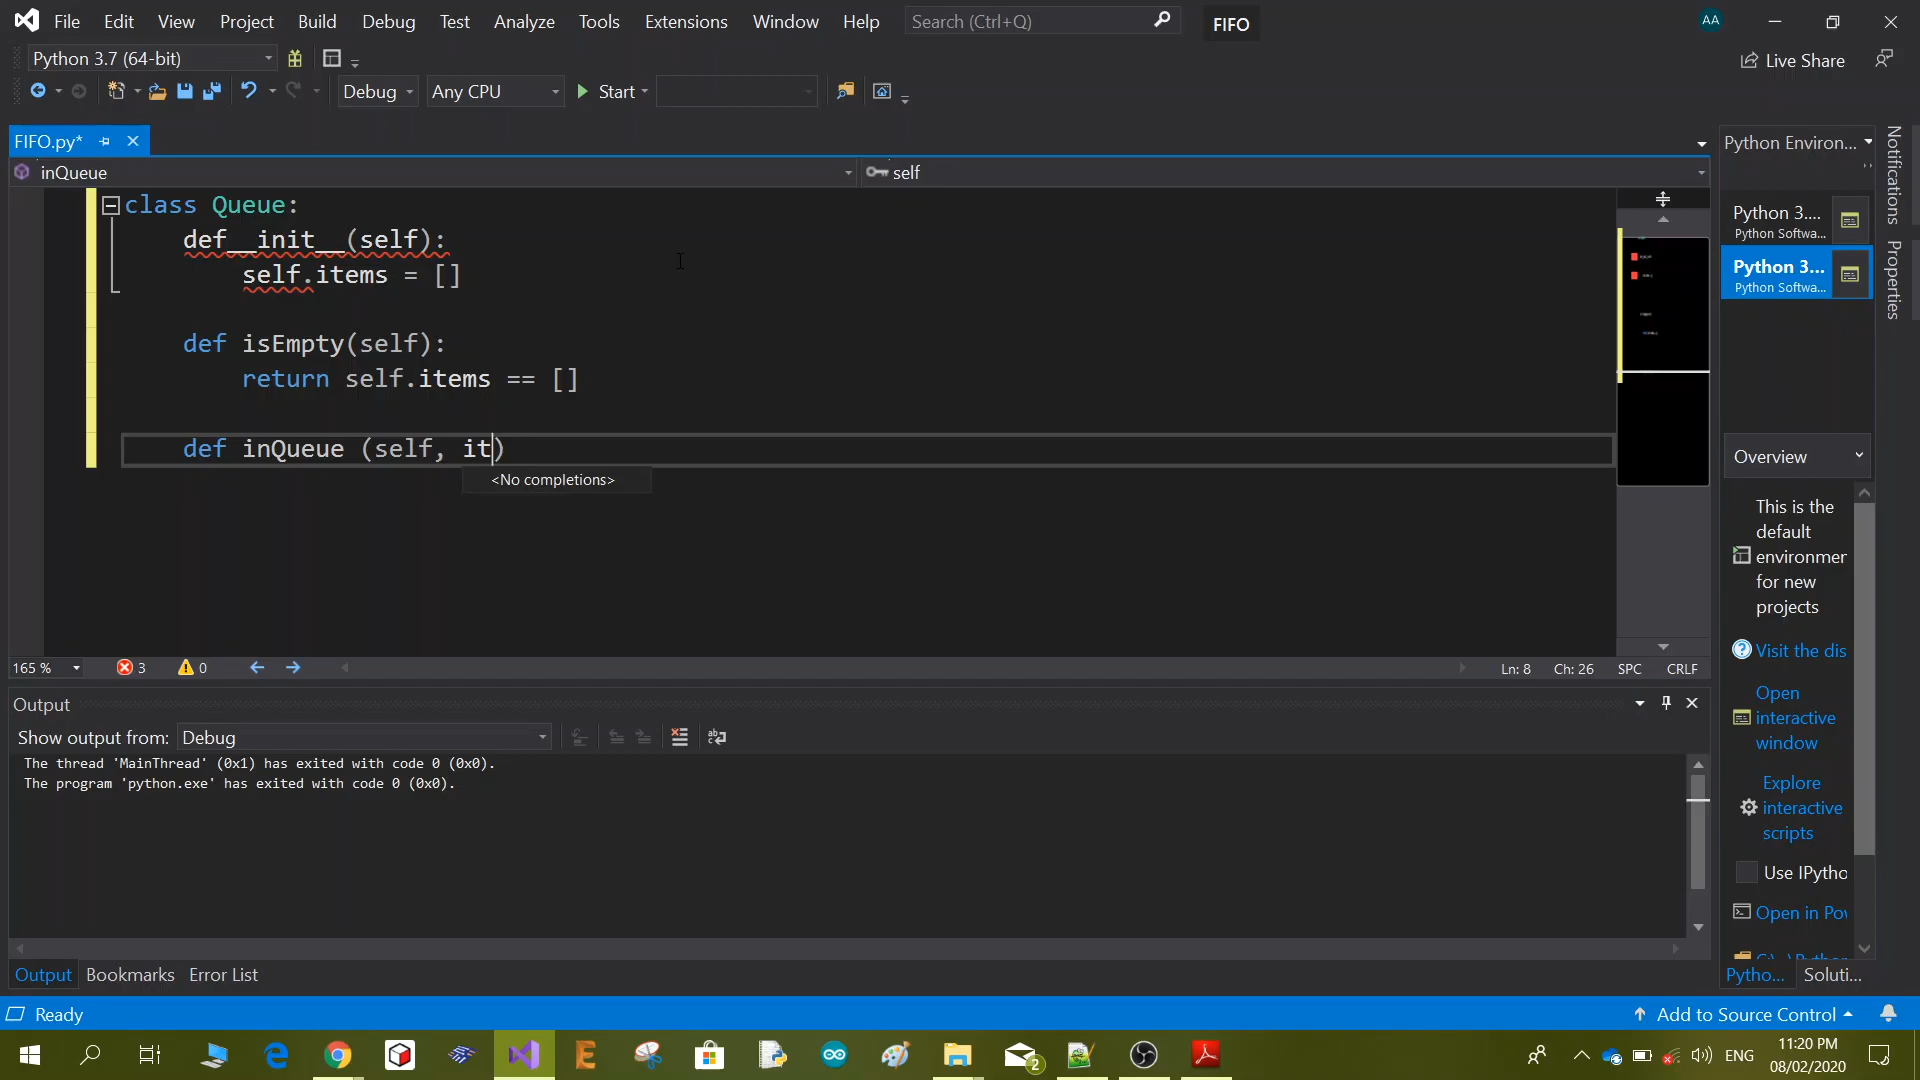 File Edit View Project Build Debug Test Analyze Tools Extensions Window Help Search (Ctrl+Q) FIFO AA
Python 3.7 (64-bit) Live Share
Debug Any CPU Start
FIFO.py*
inQueue self
class Queue:
def__init__(self):
self.items = []
def isEmpty(self):
return self.items == []
def inQueue (self, it)
<No completions>
165 % 3 0 Ln: 8 Ch: 26 SPC CRLF
Output
Show output from: Debug
The thread 'MainThread' (0x1) has exited with code 0 (0x0).
The program 'python.exe' has exited with code 0 (0x0).
Output Bookmarks Error List
Python Environ...
Python 3....
Python Softwa...
Python 3...
Python Softwa...
Overview
This is the
default
environmer
for new
projects
Visit the dis
Open
interactive
window
Explore
interactive
scripts
Use IPytho
Open in Pov
Pytho... Soluti...
Notifications
Properties
Ready Add to Source Control
2 ENG 11:20 PM
08/02/2020